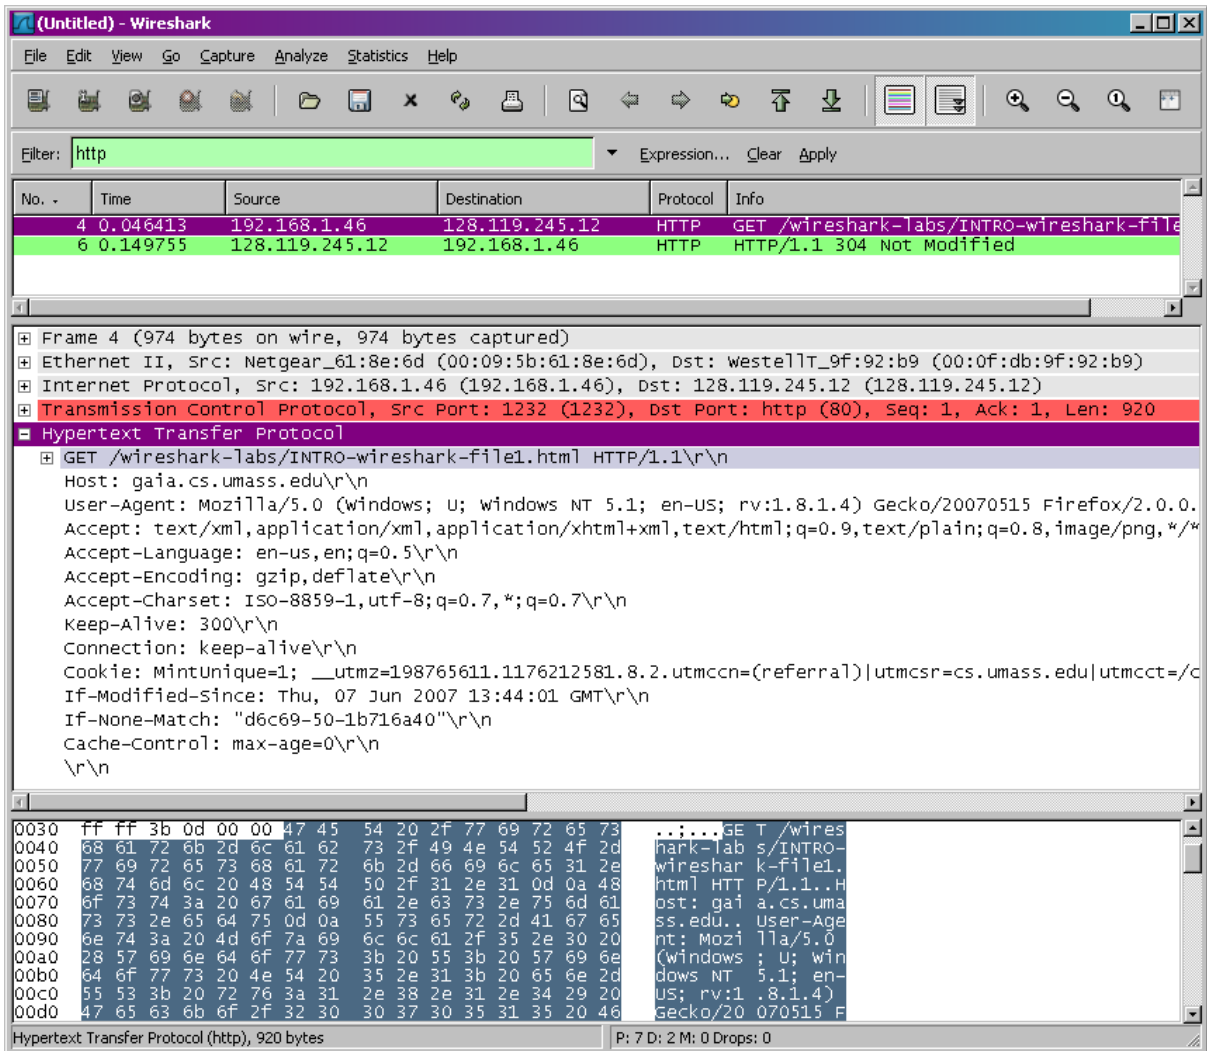 (Untitled) - Wireshark
File Edit View Go Capture Analyze Statistics Help
Filter: http Expression... Clear Apply
No. - Time Source Destination Protocol Info
4 0.046413 192.168.1.46 128.119.245.12 HTTP GET /wireshark-labs/INTRO-wireshark-file
6 0.149755 128.119.245.12 192.168.1.46 HTTP HTTP/1.1 304 Not Modified
Frame 4 (974 bytes on wire, 974 bytes captured)
Ethernet II, Src: Netgear_61:8e:6d (00:09:5b:61:8e:6d), Dst: WestellT_9f:92:b9 (00:0f:db:9f:92:b9)
Internet Protocol, Src: 192.168.1.46 (192.168.1.46), Dst: 128.119.245.12 (128.119.245.12)
Transmission Control Protocol, Src Port: 1232 (1232), Dst Port: http (80), Seq: 1, Ack: 1, Len: 920
Hypertext Transfer Protocol
GET /wireshark-labs/INTRO-wireshark-file1.html HTTP/1.1\r\n
Host: gaia.cs.umass.edu\r\n
User-Agent: Mozilla/5.0 (Windows; U; Windows NT 5.1; en-US; rv:1.8.1.4) Gecko/20070515 Firefox/2.0.0.
Accept: text/xml,application/xml,application/xhtml+xml,text/html;q=0.9,text/plain;q=0.8,image/png,*/*
Accept-Language: en-us,en;q=0.5\r\n
Accept-Encoding: gzip,deflate\r\n
Accept-Charset: ISO-8859-1,utf-8;q=0.7,*;q=0.7\r\n
Keep-Alive: 300\r\n
Connection: keep-alive\r\n
Cookie: MintUnique=1; __utmz=198765611.1176212581.8.2.utmccn=(referral)|utmcsr=cs.umass.edu|utmcct=/c
If-Modified-Since: Thu, 07 Jun 2007 13:44:01 GMT\r\n
If-None-Match: "d6c69-50-1b716a40"\r\n
Cache-Control: max-age=0\r\n
\r\n
0030 ff ff 3b 0d 00 00 47 45 54 20 2f 77 69 72 65 73 ..;...GE T /wires
0040 68 61 72 6b 2d 6c 61 62 73 2f 49 4e 54 52 4f 2d hark-lab s/INTRO-
0050 77 69 72 65 73 68 61 72 6b 2d 66 69 6c 65 31 2e wireshar k-file1.
0060 68 74 6d 6c 20 48 54 54 50 2f 31 2e 31 0d 0a 48 html HTT P/1.1..H
0070 6f 73 74 3a 20 67 61 69 61 2e 63 73 2e 75 6d 61 ost: gai a.cs.uma
0080 73 73 2e 65 64 75 0d 0a 55 73 65 72 2d 41 67 65 ss.edu.. User-Age
0090 6e 74 3a 20 4d 6f 7a 69 6c 6c 61 2f 35 2e 30 20 nt: Mozi lla/5.0
00a0 28 57 69 6e 64 6f 77 73 3b 20 55 3b 20 57 69 6e (Windows ; U; Win
00b0 64 6f 77 73 20 4e 54 20 35 2e 31 3b 20 65 6e 2d dows NT 5.1; en-
00c0 55 53 3b 20 72 76 3a 31 2e 38 2e 31 2e 34 29 20 US; rv:1 .8.1.4)
00d0 47 65 63 6b 6f 2f 32 30 30 37 30 35 31 35 20 46 Gecko/20 070515 F
Hypertext Transfer Protocol (http), 920 bytes P: 7 D: 2 M: 0 Drops: 0